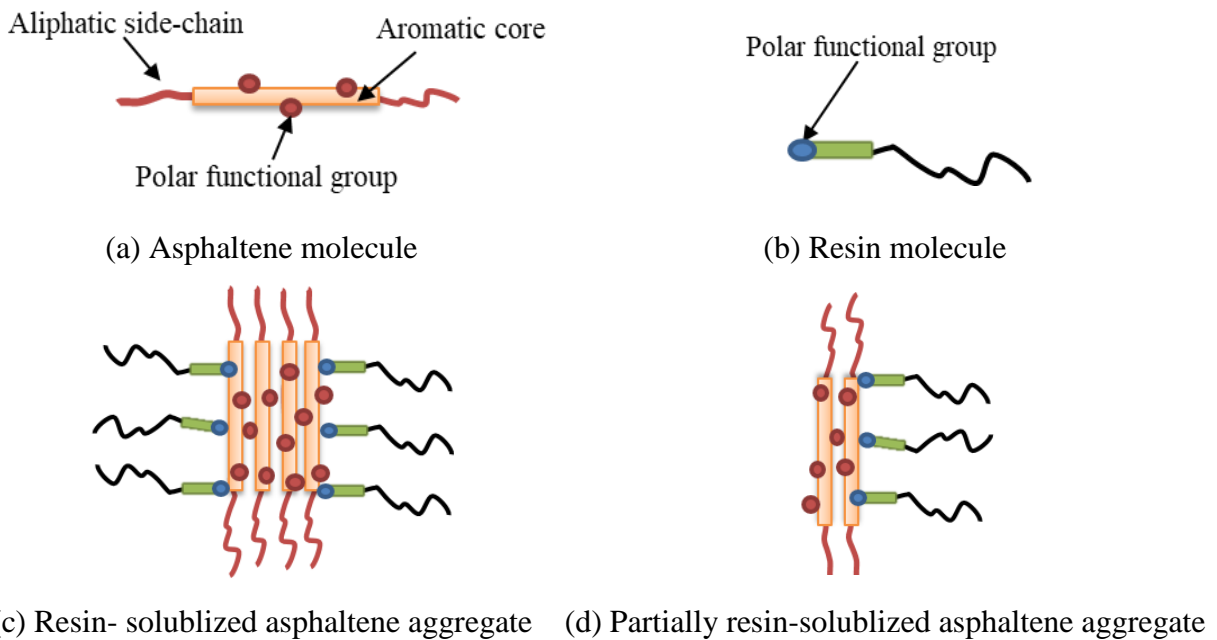 Aliphatic side-chain
Aromatic core
Polar functional group
(a) Asphaltene molecule
Polar functional group
(b) Resin molecule
(c) Resin- solublized asphaltene aggregate
(d) Partially resin-solublized asphaltene aggregate